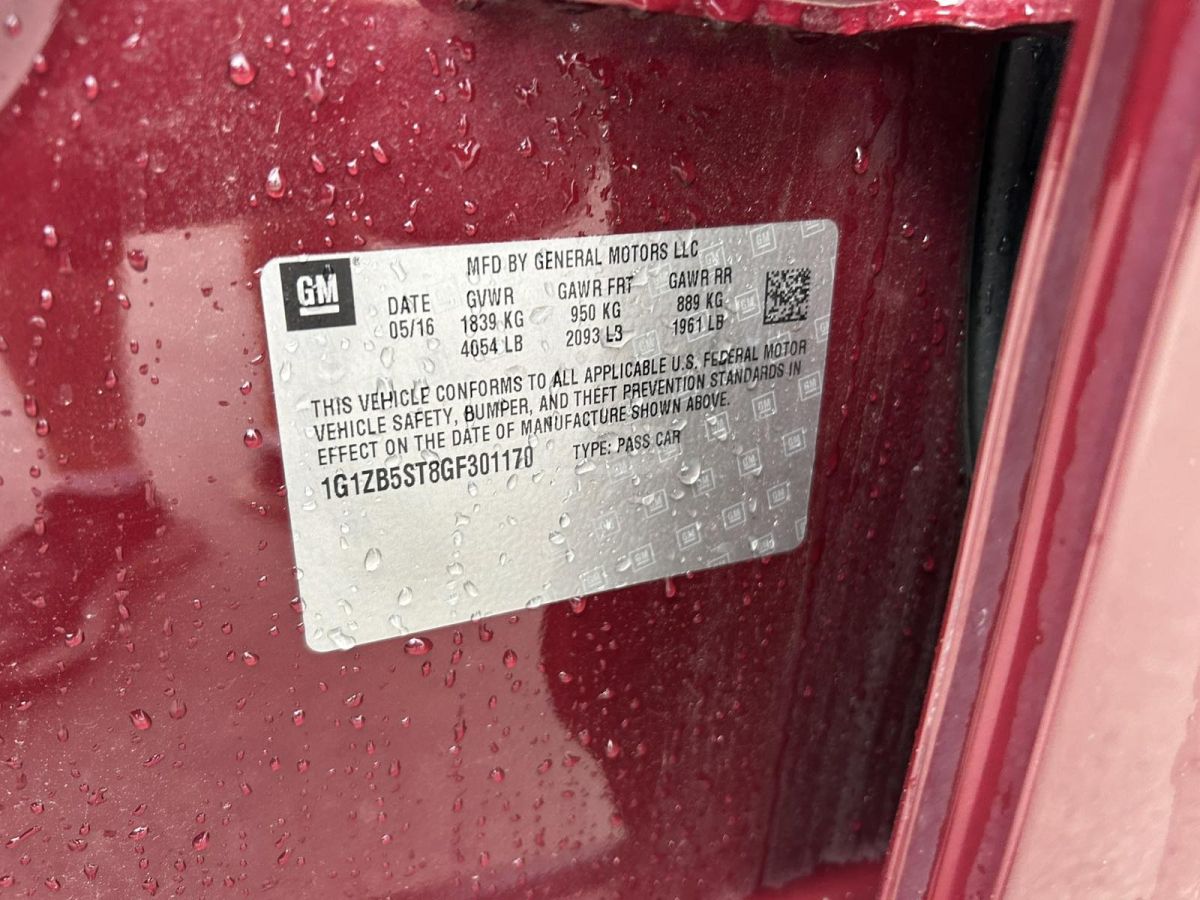 GM
MFD BY GENERAL MOTORS LLC
DATE GVWR GAWR FRT GAWR RR
05/16 1839 KG 950 KG 889 KG
4054 LB 2093 LB 1961 LB
THIS VEHICLE CONFORMS TO ALL APPLICABLE U.S. FEDERAL MOTOR
VEHICLE SAFETY, BUMPER, AND THEFT PREVENTION STANDARDS IN
EFFECT ON THE DATE OF MANUFACTURE SHOWN ABOVE.
1G1ZB5ST8GF301170 TYPE: PASS CAR